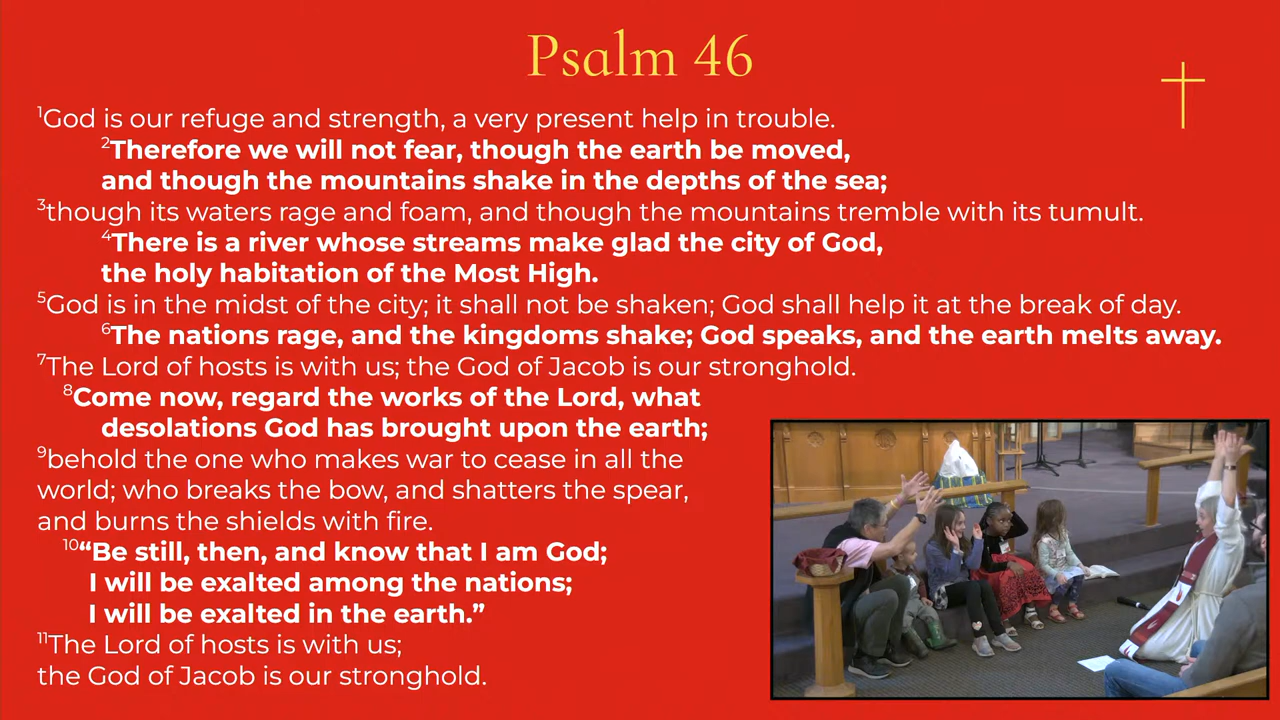 Psalm 46
¹God is our refuge and strength, a very present help in trouble.
²Therefore we will not fear, though the earth be moved,
and though the mountains shake in the depths of the sea;
³though its waters rage and foam, and though the mountains tremble with its tumult.
⁴There is a river whose streams make glad the city of God,
the holy habitation of the Most High.
⁵God is in the midst of the city; it shall not be shaken; God shall help it at the break of day.
⁶The nations rage, and the kingdoms shake; God speaks, and the earth melts away.
⁷The Lord of hosts is with us; the God of Jacob is our stronghold.
⁸Come now, regard the works of the Lord, what
desolations God has brought upon the earth;
⁹behold the one who makes war to cease in all the
world; who breaks the bow, and shatters the spear,
and burns the shields with fire.
¹⁰“Be still, then, and know that I am God;
I will be exalted among the nations;
I will be exalted in the earth.”
¹¹The Lord of hosts is with us;
the God of Jacob is our stronghold.